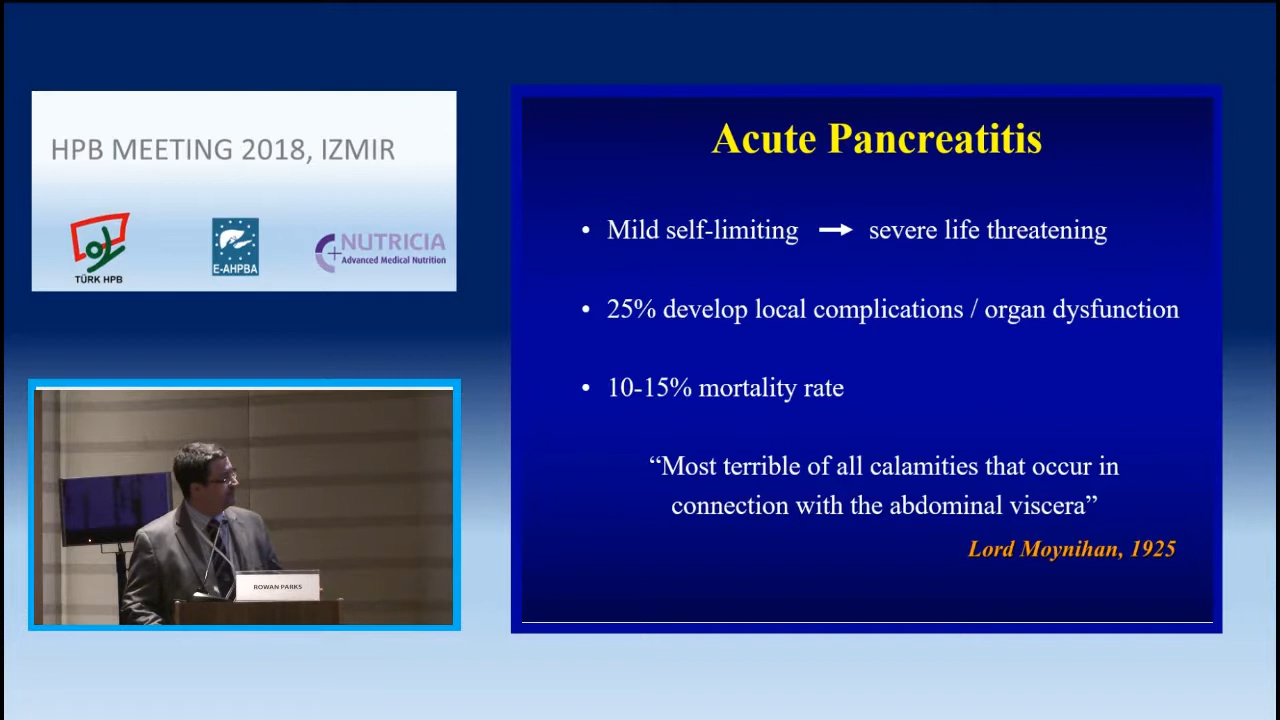 HPB MEETING 2018, IZMIR
TÜRK HPB
E-AHPBA
NUTRICIA
Advanced Medical Nutrition
ROWAN PARKS
Acute Pancreatitis
• Mild self-limiting → severe life threatening
• 25% develop local complications / organ dysfunction
• 10-15% mortality rate
“Most terrible of all calamities that occur in
connection with the abdominal viscera”
Lord Moynihan, 1925